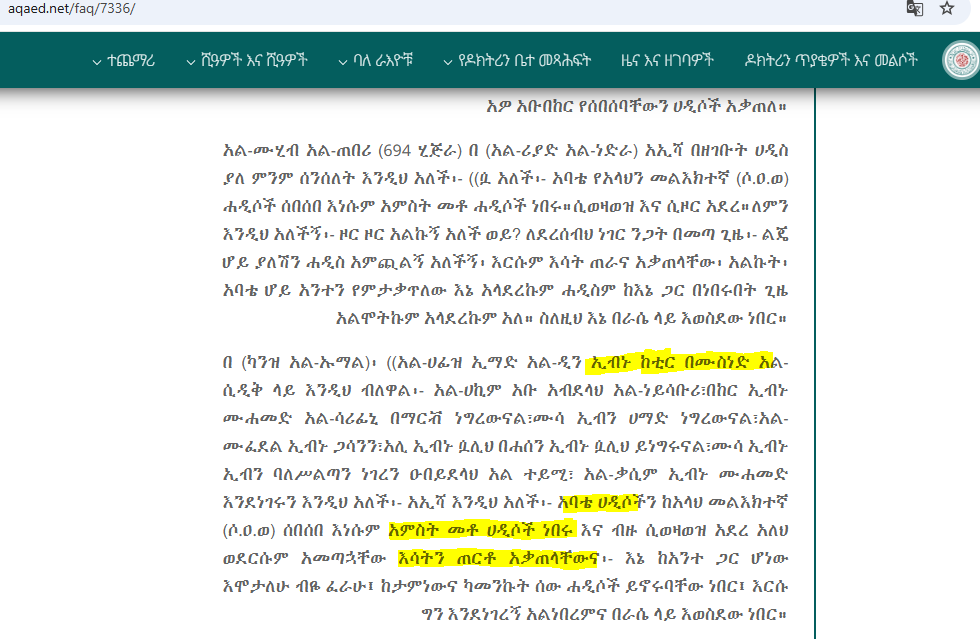 aqaed.net/faq/7336/
ተጨማሪ ሺዓዎች እና ሺዓዎች ባለ ራእዮቹ የዶክትሪን ቤተ መጻሕፍት ዜና እና ዘገባዎች ዶክትሪን ጥያቄዎች እና መልሶች
አዎ አቡበከር የሰበሰባቸውን ሀዲሶች አቃጠለ።
አል-ሙሂብ አል-ጠበሪ (694 ሂጅራ) በ (አል-ሪያድ አል-ነድራ) አኢሻ በዘገቡት ሀዲስ
ያለ ምንም ሰንሰለት እንዲህ አለች፡- ((ሷ አለች፡- አባቴ የአላህን መልእክተኛ (ሶ.ዐ.ወ)
ሐዲሶች ሰበሰበ እነሱም አምስት መቶ ሐዲሶች ነበሩ። ሲወዛወዝ እና ሲዞር አደረ። ለምን
እንዲህ አለችኝ፡- ዞር ዞር አልኩኝ አለች ወይ? ለደረሰብህ ነገር ንጋት በመጣ ጊዜ፡- ልጄ
ሆይ ያለሽን ሐዲስ አምጪልኝ አለችኝ፡ እርሱም እሳት ጠራና አቃጠላቸው፡ አልኩት፡
አባቴ ሆይ አንተን የምታቃጥለው እኔ አላደረኩም ሐዲስም ከእኔ ጋር በነበሩበት ጊዜ
አልሞትኩም አላደረኩም አለ። ስለዚህ እኔ በራሴ ላይ እወስደው ነበር።
በ (ካንዝ አል-ኡማል)፡ ((አል-ሀፊዝ ኢማድ አል-ዲን ኢብኑ ከቲር በሙስነድ አል-
ሲዲቅ ላይ እንዲህ ብለዋል፡- አል-ሀኪም አቡ አብደላህ አል-ነይሳቡሪ፣በከር ኢብኑ
ሙሐመድ አል-ሳሪፊኒ በማርቭ ነግረውናል፣ሙሳ ኢብን ሀማድ ነግረውናል፣አል-
ሙፈደል ኢብኑ ጋሳንን፣አሊ ኢብኑ ሷሊህ በሐሰን ኢብኑ ሷሊህ ይነግሩናል፣ሙሳ ኢብኑ
ኢብን ባለሥልጣን ነገረን ዑበይደላህ አል ተይሚ፣ አል-ቃሲም ኢብኑ ሙሐመድ
እንደነገሩን እንዲህ አለች፡- አኢሻ እንዲህ አለች፡- አባቴ ሀዲሶችን ከአላህ መልእክተኛ
(ሶ.ዐ.ወ) ሰበሰበ እነሱም አምስት መቶ ሀዲሶች ነበሩ እና ብዙ ሲወዛወዝ አደረ አለህ
ወደርሱም አመጣኋቸው እሳትን ጠርቶ አቃጠላቸውና፡- እኔ ከአንተ ጋር ሆነው
እሞታለሁ ብዬ ፈራሁ፤ ከታምነውና ካመንኩት ሰው ሐዲሶች ይኖሩባቸው ነበር፤ እርሱ
ግን እንደነገረኝ አልነበረምና በራሴ ላይ እወስደው ነበር።